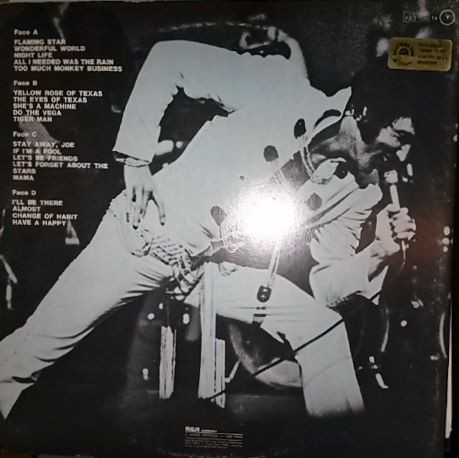 Face A
FLAMING STAR
WONDERFUL WORLD
NIGHT LIFE
ALL I NEEDED WAS THE RAIN
TOO MUCH MONKEY BUSINESS
Face B
YELLOW ROSE OF TEXAS
THE EYES OF TEXAS
SHE'S A MACHINE
DO THE VEGA
TIGER MAN
Face C
STAY AWAY, JOE
IF I'M A FOOL
LET'S BE FRIENDS
LET'S FORGET ABOUT THE
STARS
MAMA
Face D
I'LL BE THERE
ALMOST
CHANGE OF HABIT
HAVE A HAPPY
Y
RCA